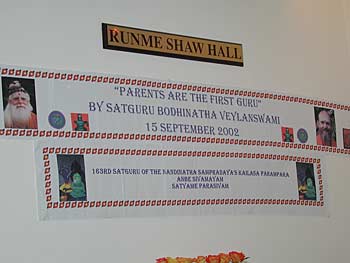 RUNME SHAW HALL
"PARENTS ARE THE FIRST GURU"
BY SATGURU BODHINATHA VEYLANSWAMI
15 SEPTEMBER 2002
163RD SATGURU OF THE NANDINATHA SAMPRADAYA'S KAILASA PARAMPARA
ANBE SIVAMAYAM
SATYAME PARASIVAM